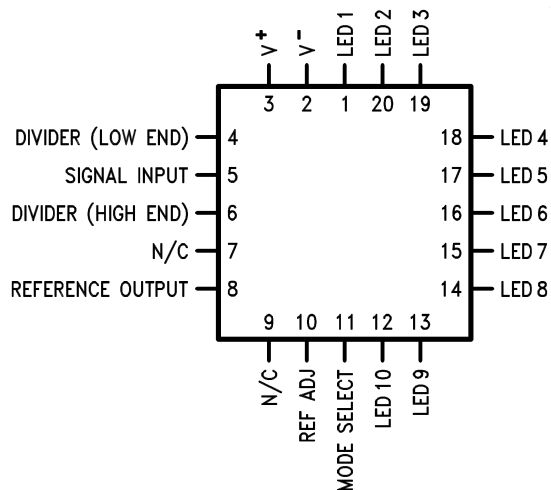 V+ V- LED 1 LED 2 LED 3
3 2 1 20 19
DIVIDER (LOW END) 4 18 LED 4
SIGNAL INPUT 5 17 LED 5
DIVIDER (HIGH END) 6 16 LED 6
N/C 7 15 LED 7
REFERENCE OUTPUT 8 14 LED 8
9 10 11 12 13
N/C REF ADJ MODE SELECT LED 10 LED 9